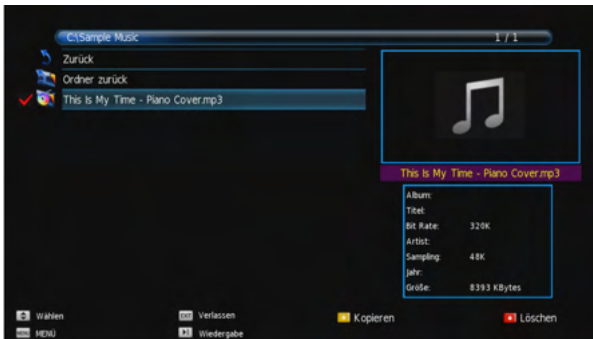 C:\Sample Music 1 / 1
Zurück
Ordner zurück
This Is My Time - Piano Cover.mp3
This Is My Time - Piano Cover.mp3
Album:
Titel:
Bit Rate: 320K
Artist:
Sampling: 48K
Jahr:
Größe: 8393 KBytes
Wählen EXIT Verlassen Kopieren Löschen
MENU MENÜ Wiedergabe